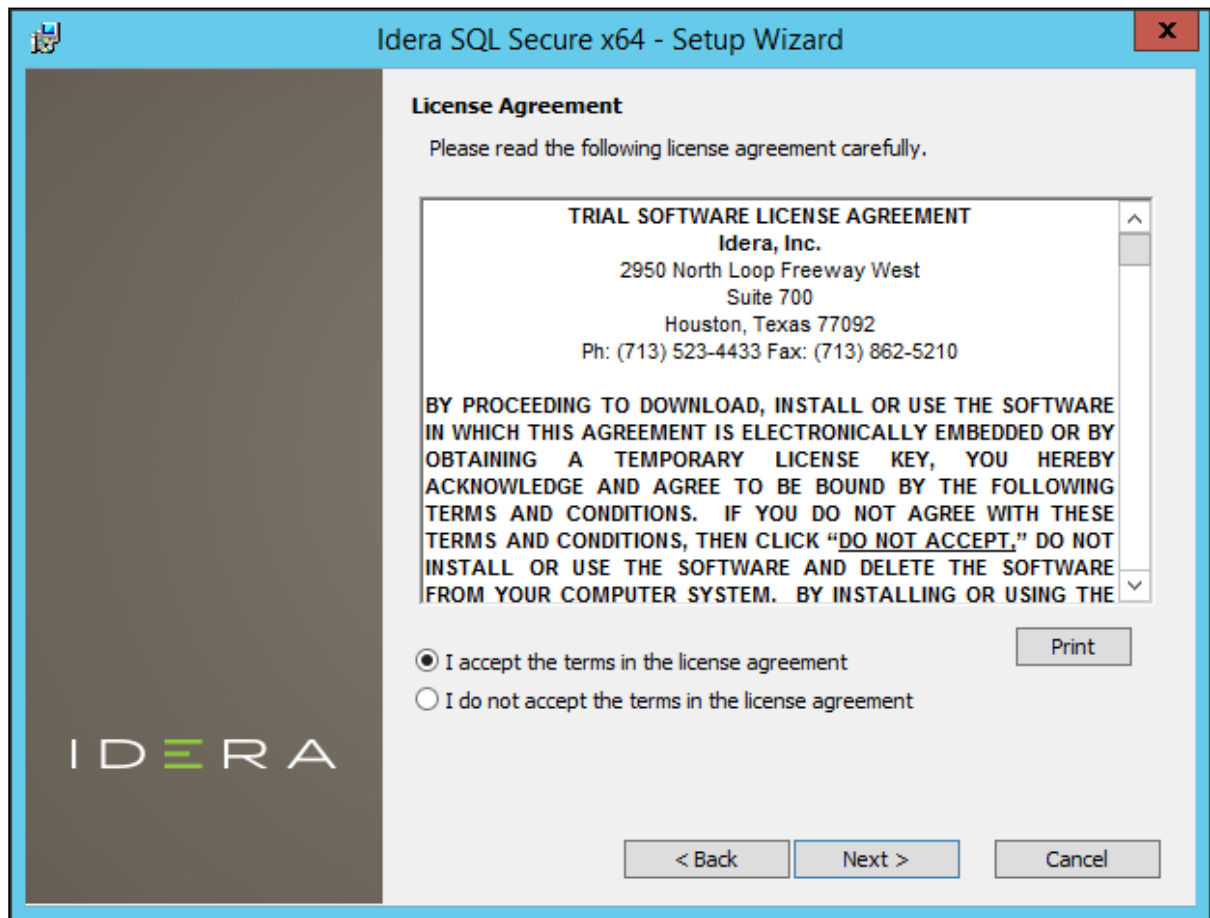 Idera SQL Secure x64 - Setup Wizard
x
License Agreement
Please read the following license agreement carefully.
TRIAL SOFTWARE LICENSE AGREEMENT
Idera, Inc.
2950 North Loop Freeway West
Suite 700
Houston, Texas 77092
Ph: (713) 523-4433 Fax: (713) 862-5210
BY PROCEEDING TO DOWNLOAD, INSTALL OR USE THE SOFTWARE
IN WHICH THIS AGREEMENT IS ELECTRONICALLY EMBEDDED OR BY
OBTAINING A TEMPORARY LICENSE KEY, YOU HEREBY
ACKNOWLEDGE AND AGREE TO BE BOUND BY THE FOLLOWING
TERMS AND CONDITIONS. IF YOU DO NOT AGREE WITH THESE
TERMS AND CONDITIONS, THEN CLICK “DO NOT ACCEPT,” DO NOT
INSTALL OR USE THE SOFTWARE AND DELETE THE SOFTWARE
FROM YOUR COMPUTER SYSTEM. BY INSTALLING OR USING THE
Print
I accept the terms in the license agreement
I do not accept the terms in the license agreement
IDERA
< Back
Next >
Cancel